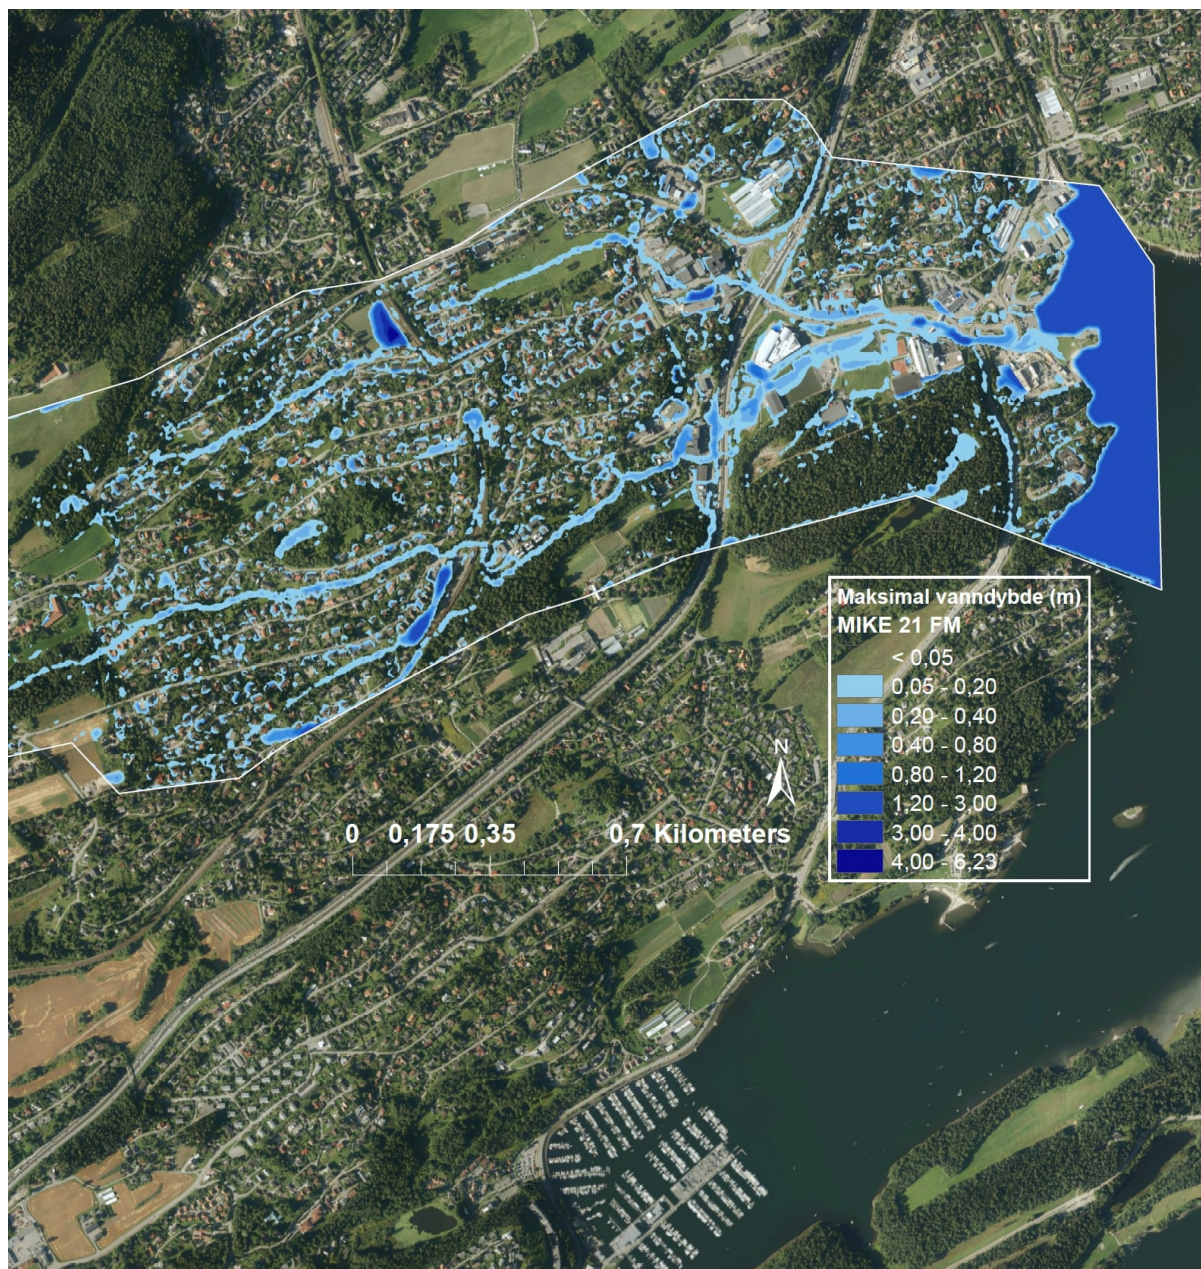 Maksimal vanndybde (m)
MIKE 21 FM
< 0,05
0,05 - 0,20
0,20 - 0,40
0,40 - 0,80
0,80 - 1,20
1,20 - 3,00
3,00 - 4,00
4,00 - 6,23
N
0 0,175 0,35 0,7 Kilometers